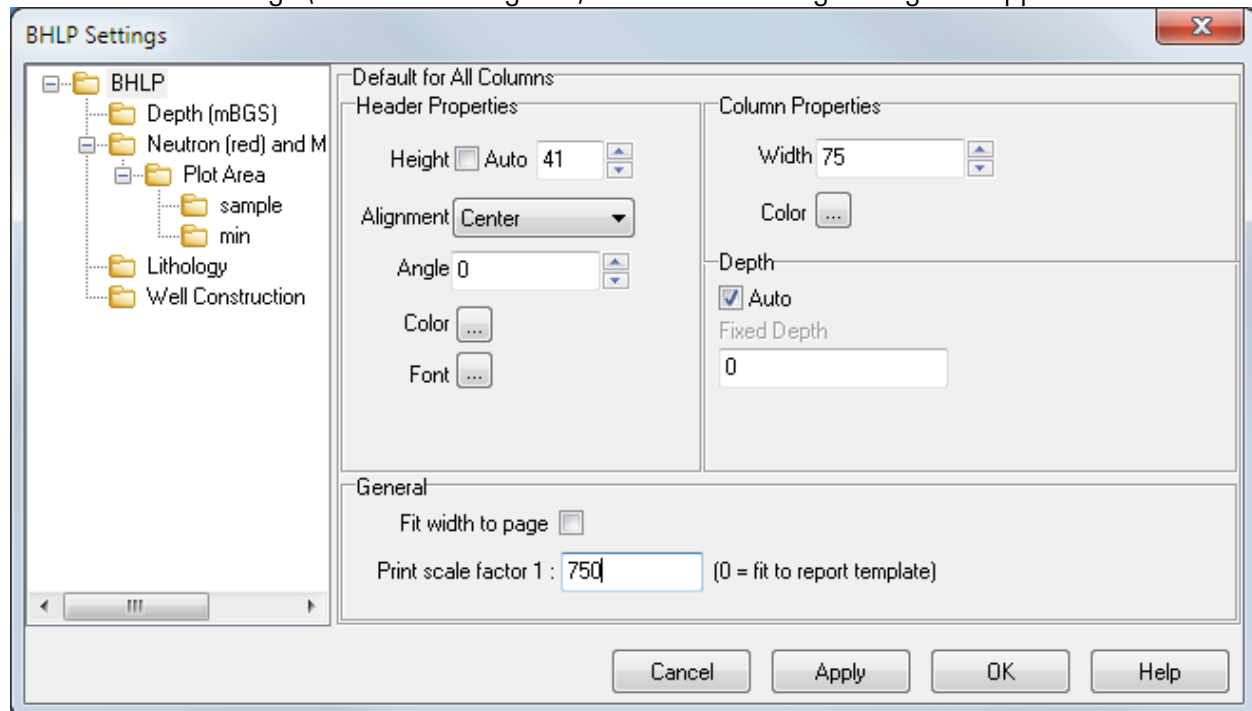 BHLP Settings
BHLP
Depth (mBGS)
Neutron (red) and M
Plot Area
sample
min
Lithology
Well Construction
Default for All Columns
Header Properties
Height Auto 41
Alignment Center
Angle 0
Color ...
Font ...
Column Properties
Width 75
Color ...
Depth
Auto
Fixed Depth
0
General
Fit width to page
Print scale factor 1 : 750 (0 = fit to report template)
Cancel Apply OK Help